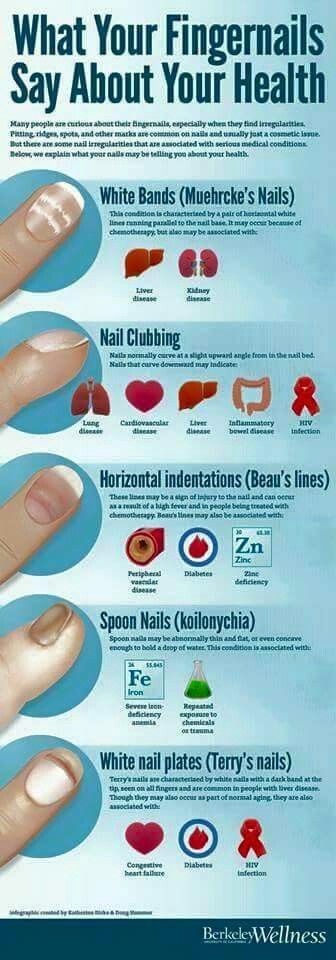 What Your Fingernails
Say About Your Health
Many people are curious about their fingernails, especially when they find irregularities.
Pitting, ridges, spots, and other marks are common on nails and usually just a cosmetic issue.
But there are some nail irregularities that are associated with serious medical conditions.
Below, we explain what your nails may be telling you about your health.
White Bands (Muehrcke's Nails)
This condition is characterized by a pair of horizontal white
lines running parallel to the nail base. It may occur because of
chemotherapy, but also may be associated with:
Liver
disease
Kidney
disease
Nail Clubbing
Nails normally curve at a slight upward angle from in the nail bed.
Nails that curve downward may indicate:
Lung
disease
Cardiovascular
disease
Liver
disease
Inflammatory
bowel disease
HIV
infection
Horizontal indentations (Beau's lines)
These lines may be a sign of injury to the nail and can occur
as a result of a high fever and in people being treated with
chemotherapy. Beau's lines may also be associated with:
30
Zn
Zinc
Peripheral
vascular
disease
Diabetes
Zinc
deficiency
Spoon Nails (koilonychia)
Spoon nails may be abnormally thin and flat, or even concave
enough to hold a drop of water. This condition is associated with:
55.845
Fe
Iron
Severe iron-
deficiency
anemia
Repeated
exposure to
chemicals
or trauma
White nail plates (Terry's nails)
Terry's nails are characterized by white nails with a dark band at the
tip, seen on all fingers and are common in people with liver disease.
Though they may also occur as part of normal aging, they are also
associated with:
Congestive
heart failure
Diabetes
HIV
infection
infographic created by Katherine
Berkeley Wellness
UNIVERSITY OF CALIFORNIA